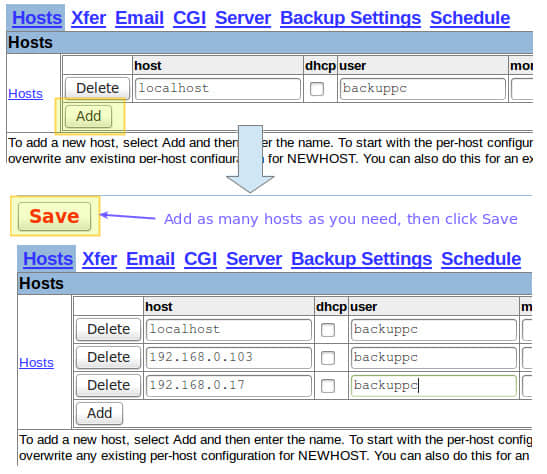 Hosts Xfer Email CGI Server Backup Settings Schedule
Hosts
host dhcp user mo
Hosts
Delete localhost backuppc
Add
To add a new host, select Add and then enter the name. To start with the per-host configur
overwrite any existing per-host configuration for NEWHOST. You can also do this for an ex
Save
Add as many hosts as you need, then click Save
Hosts Xfer Email CGI Server Backup Settings Schedule
Hosts
host dhcp user m
Delete localhost backuppc
Delete 192.168.0.103 backuppc
Hosts
Delete 192.168.0.17 backuppc
Add
To add a new host, select Add and then enter the name. To start with the per-host config
overwrite any existing per-host configuration for NEWHOST. You can also do this for an